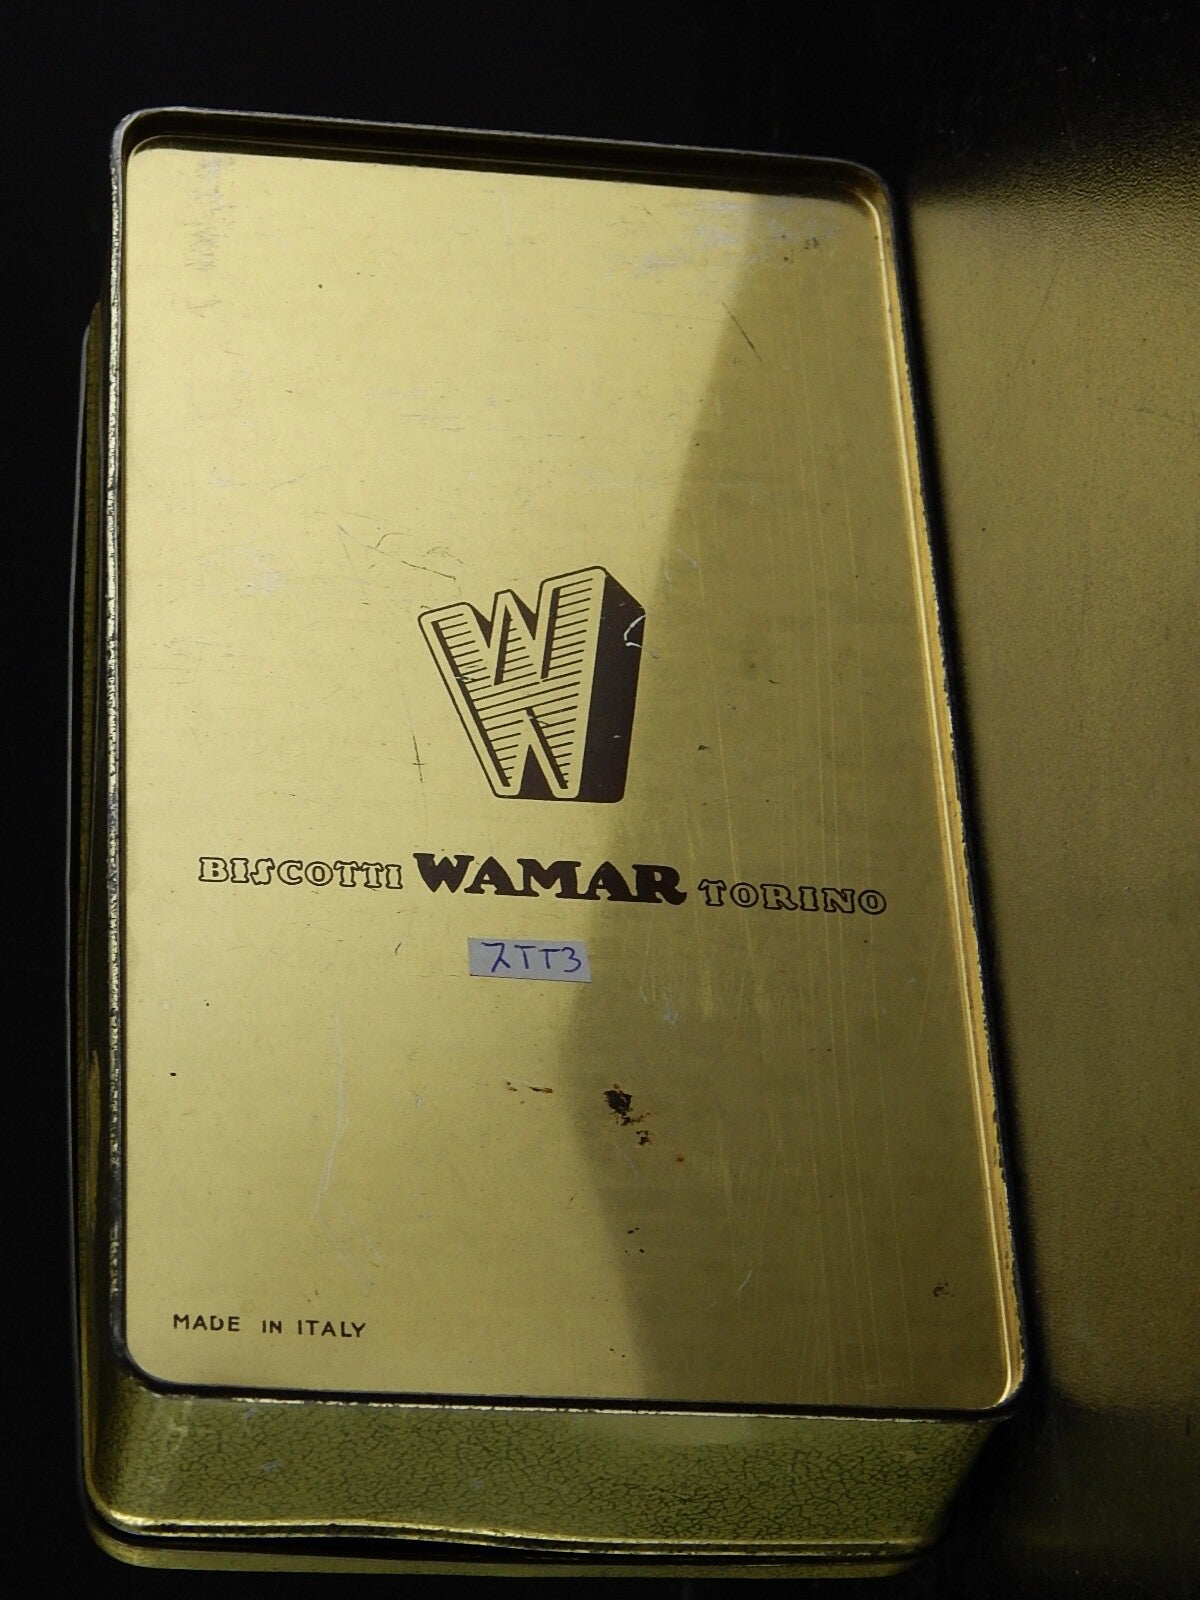 W
BISCOTTI WAMAR TORINO
ZTT3
MADE IN ITALY